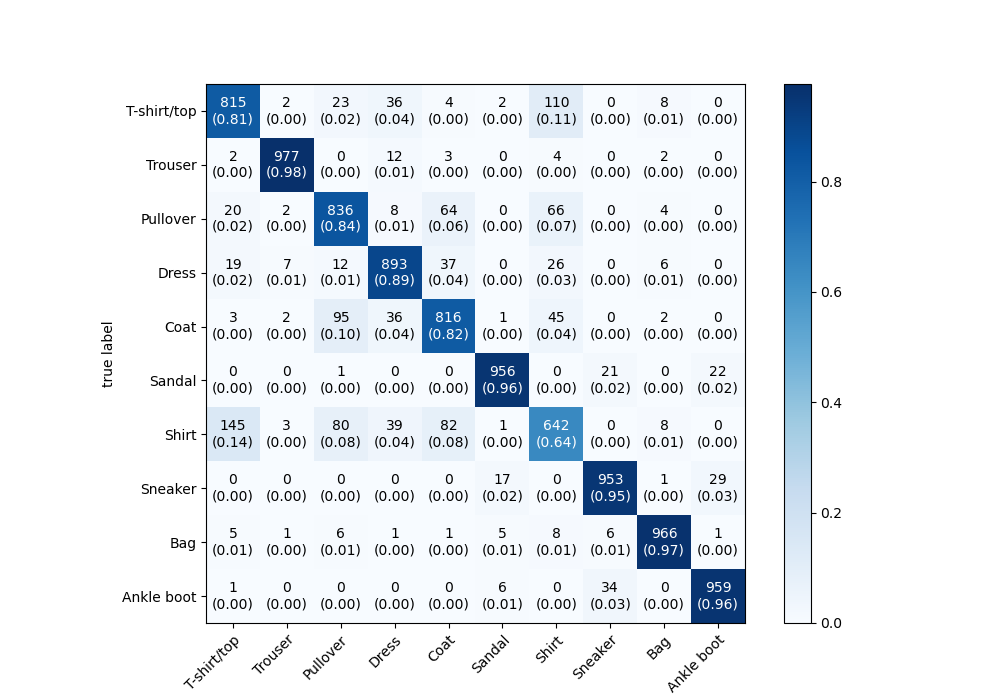 T-shirt/top 815 2 23 36 4 2 110 0 8 0
(0.81) (0.00) (0.02) (0.04) (0.00) (0.00) (0.11) (0.00) (0.01) (0.00)
Trouser 2 977 0 12 3 0 4 0 2 0
(0.00) (0.98) (0.00) (0.01) (0.00) (0.00) (0.00) (0.00) (0.00) (0.00)
0.8
Pullover 20 2 836 8 64 0 66 0 4 0
(0.02) (0.00) (0.84) (0.01) (0.06) (0.00) (0.07) (0.00) (0.00) (0.00)
Dress 19 7 12 893 37 0 26 0 6 0
(0.02) (0.01) (0.01) (0.89) (0.04) (0.00) (0.03) (0.00) (0.01) (0.00)
0.6
true label
Coat 3 2 95 36 816 1 45 0 2 0
(0.00) (0.00) (0.10) (0.04) (0.82) (0.00) (0.04) (0.00) (0.00) (0.00)
Sandal 0 0 1 0 0 956 0 21 0 22
(0.00) (0.00) (0.00) (0.00) (0.00) (0.96) (0.00) (0.02) (0.00) (0.02)
0.4
Shirt 145 3 80 39 82 1 642 0 8 0
(0.14) (0.00) (0.08) (0.04) (0.08) (0.00) (0.64) (0.00) (0.01) (0.00)
Sneaker 0 0 0 0 0 17 0 953 1 29
(0.00) (0.00) (0.00) (0.00) (0.00) (0.02) (0.00) (0.95) (0.00) (0.03)
0.2
Bag 5 1 6 1 1 5 8 6 966 1
(0.01) (0.00) (0.01) (0.00) (0.00) (0.01) (0.01) (0.01) (0.97) (0.00)
Ankle boot 1 0 0 0 0 6 0 34 0 959
(0.00) (0.00) (0.00) (0.00) (0.00) (0.01) (0.00) (0.03) (0.00) (0.96)
0.0
T-shirt/top Trouser Pullover Dress Coat Sandal Shirt Sneaker Bag Ankle boot